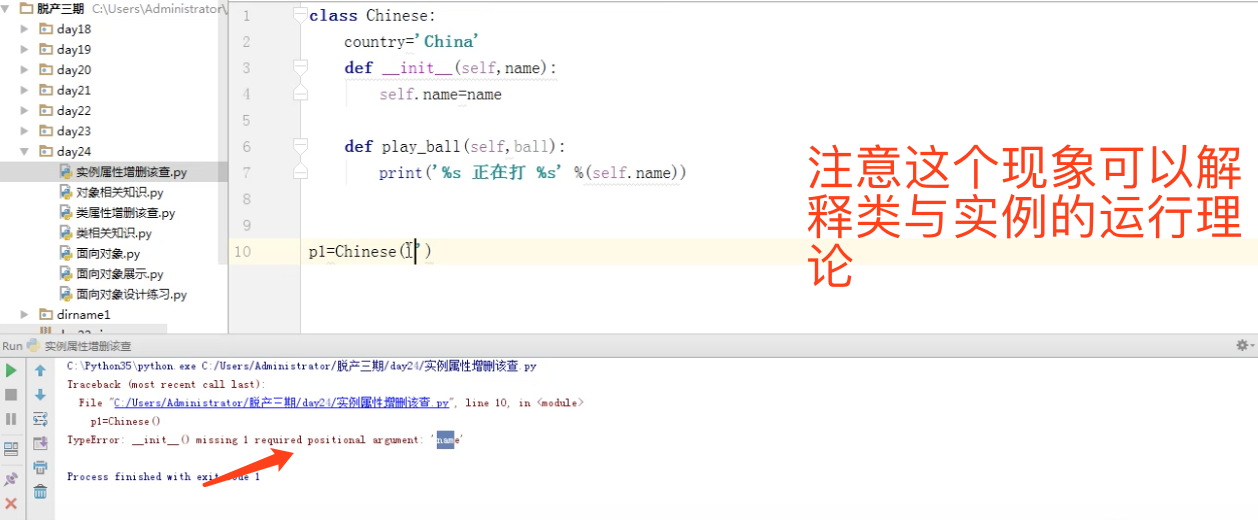 脱产三期 C:\Users\Administrator\
day18
day19
day20
day21
day22
day23
day24
实例属性增删该查.py
对象相关知识.py
类属性增删该查.py
类相关知识.py
面向对象.py
面向对象展示.py
面向对象设计练习.py
dirname1
1 class Chinese:
2 country='China'
3 def __init__(self,name):
4 self.name=name
5
6 def play_ball(self,ball):
7 print('%s 正在打 %s' %(self.name))
8
9
10 p1=Chinese('')
注意这个现象可以解
释类与实例的运行理
论
Run 实例属性增删该查
C:\Python35\python.exe C:/Users/Administrator/脱产三期/day24/实例属性增删该查.py
Traceback (most recent call last):
File "C:/Users/Administrator/脱产三期/day24/实例属性增删该查.py", line 10, in <module>
p1=Chinese()
TypeError: __init__() missing 1 required positional argument: 'name'
Process finished with exit code 1